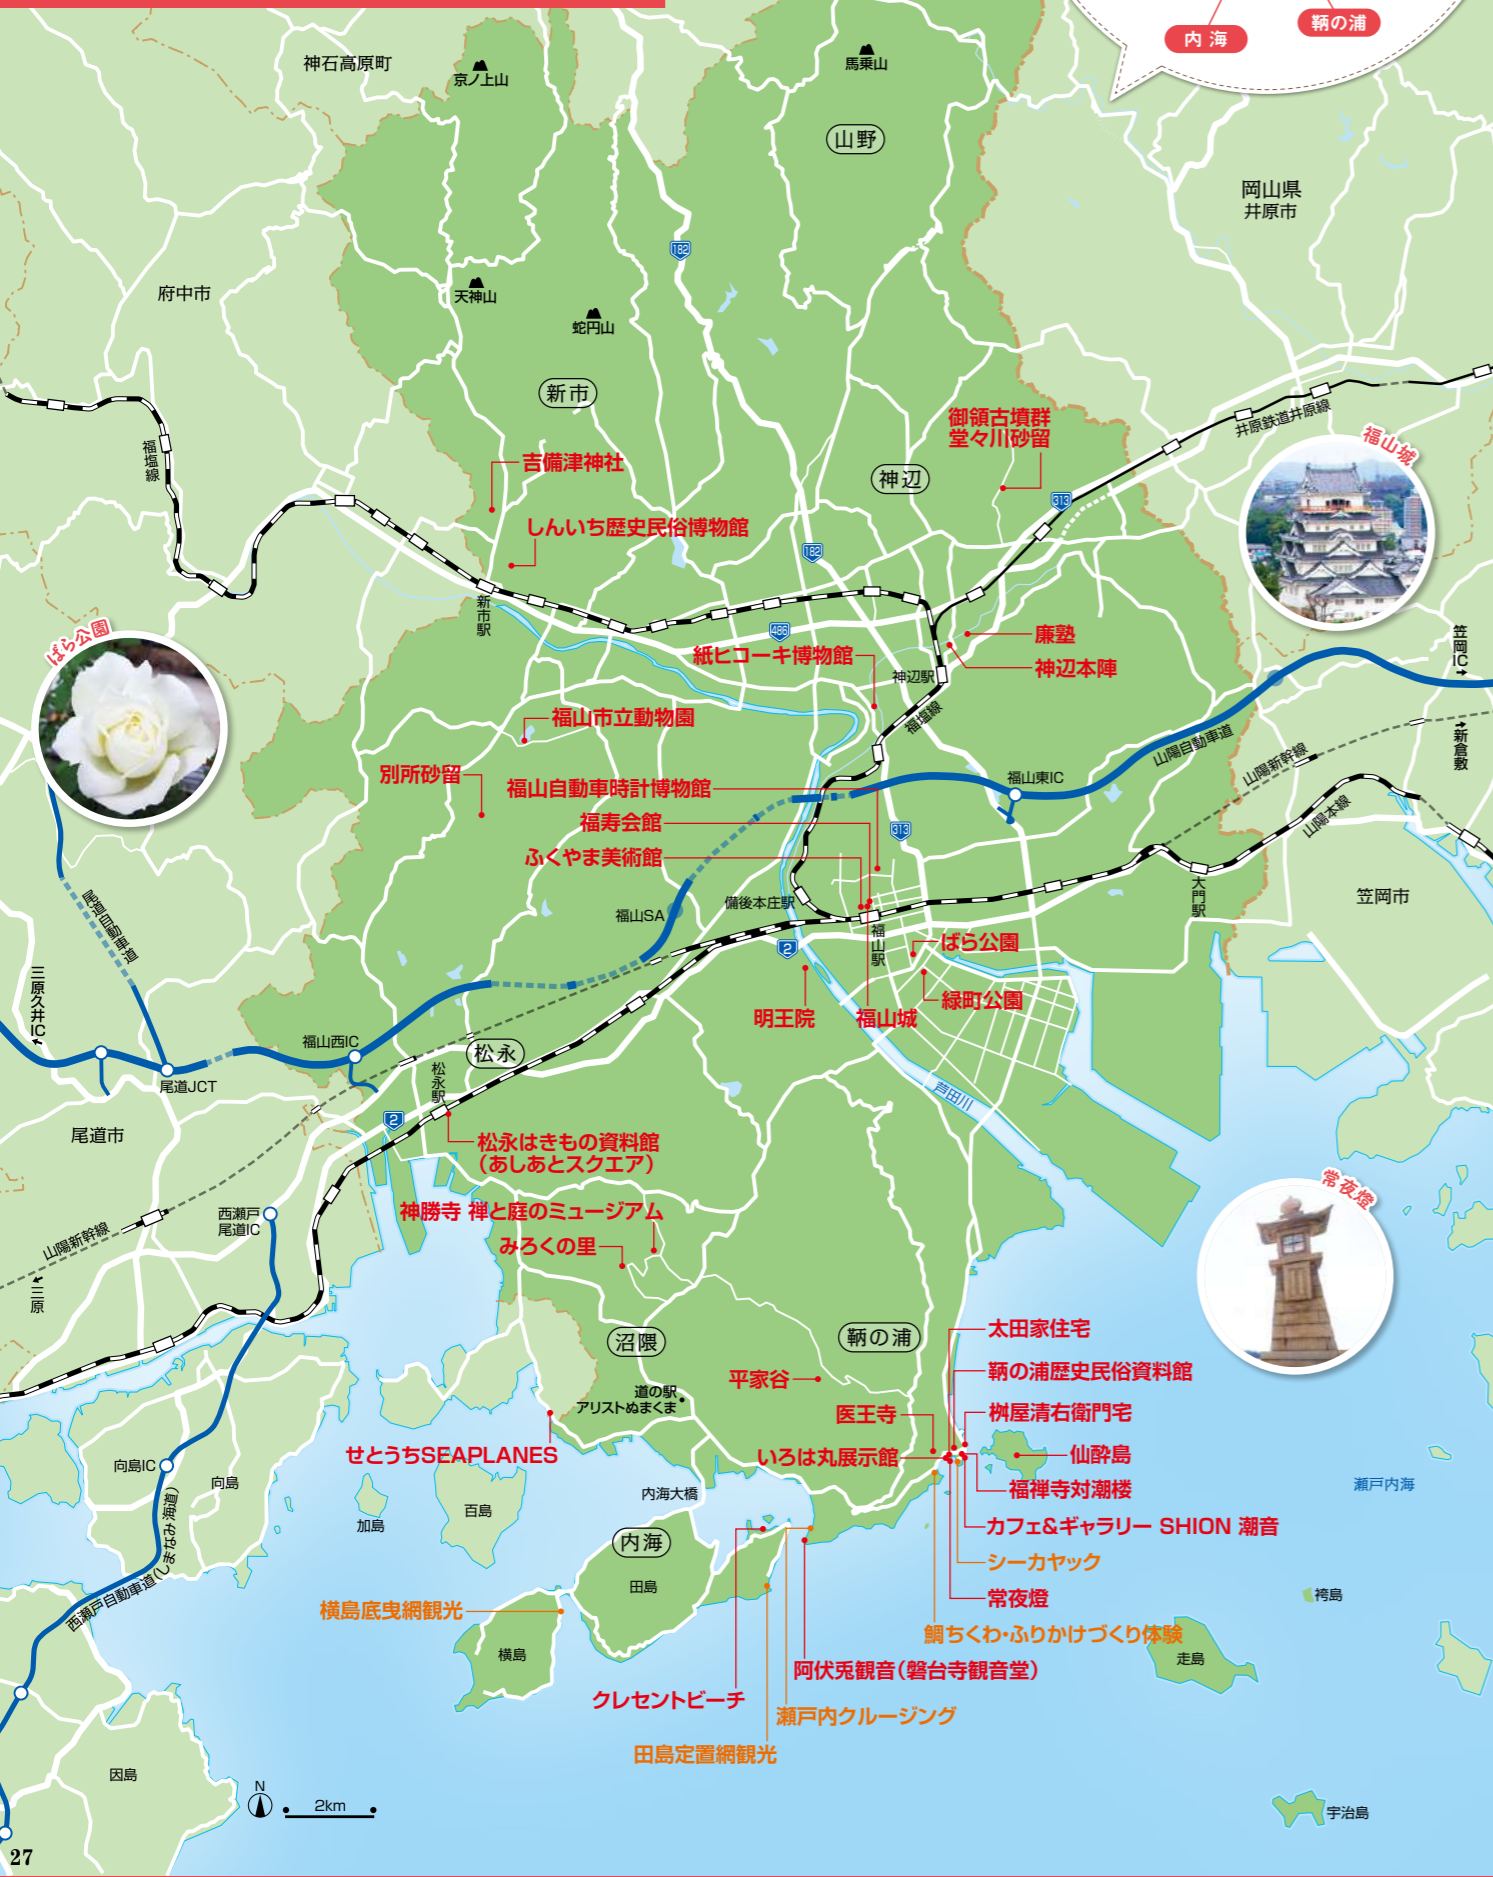 内海
鞆の浦
神石高原町
京ノ上山
馬乗山
山野
岡山県
井原市
182
府中市
天神山
蛇円山
新市
御領古墳群
堂々川砂留
井原鉄道井原線
福山城
福塩線
吉備津神社
神辺
313
しんいち歴史民俗博物館
182
新市駅
486
ばら公園
廉塾
紙ヒコーキ博物館
神辺本陣
神辺駅
笠岡IC
福塩線
福山市立動物園
山陽自動車道
新倉敷
別所砂留
福山自動車時計博物館
福山東IC
山陽新幹線
福寿会館
313
山陽本線
ふくやま美術館
大門駅
笠岡市
尾道自動車道
備後本庄駅
福山SA
福山駅
2
ばら公園
三原久井IC
緑町公園
明王院
福山城
福山西IC
松永
松永駅
尾道JCT
芦田川
2
尾道市
松永はきもの資料館
(あしあとスクエア)
常夜燈
西瀬戸
尾道IC
神勝寺 禅と庭のミュージアム
山陽新幹線
みろくの里
三原
沼隈
鞆の浦
太田家住宅
平家谷
鞆の浦歴史民俗資料館
道の駅
アリストぬまくま
医王寺
桝屋清右衛門宅
せとうちSEAPLANES
いろは丸展示館
仙酔島
向島IC
向島
内海大橋
福禅寺対潮楼
瀬戸内海
百島
加島
カフェ&ギャラリー SHION 潮音
内海
シーカヤック
西瀬戸自動車道(しまなみ海道)
田島
袴島
横島底曳網観光
常夜燈
鯛ちくわ・ふりかけづくり体験
横島
走島
阿伏兎観音(磐台寺観音堂)
クレセントビーチ
瀬戸内クルージング
田島定置網観光
因島
N
2km
宇治島
27